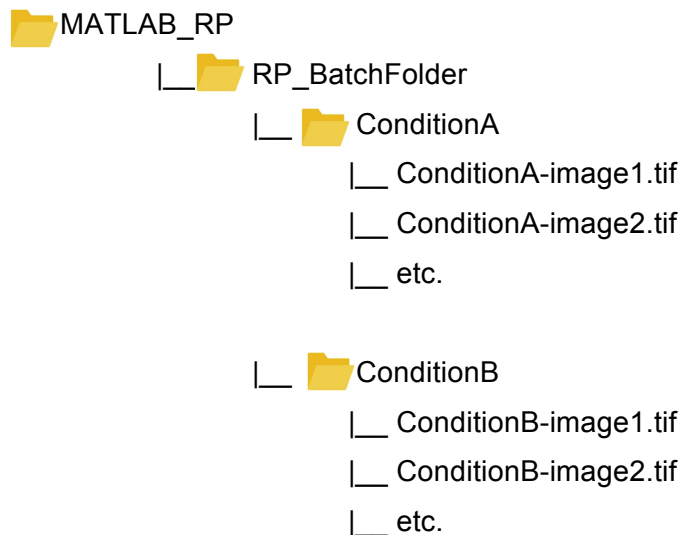 MATLAB_RP
|__ RP_BatchFolder
|__ ConditionA
|__ ConditionA-image1.tif
|__ ConditionA-image2.tif
|__ etc.
|__ ConditionB
|__ ConditionB-image1.tif
|__ ConditionB-image2.tif
|__ etc.